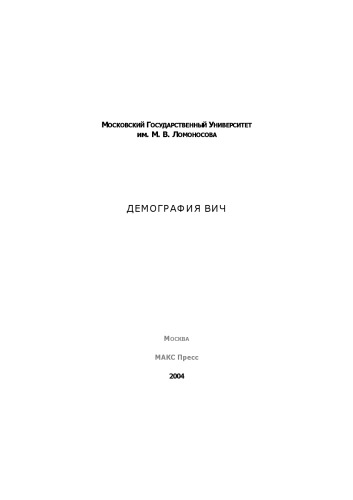 Московский Государственный Университет
им. М. В. Ломоносова
ДЕМОГРАФИЯ ВИЧ
Москва
МАКС Пресс
2004